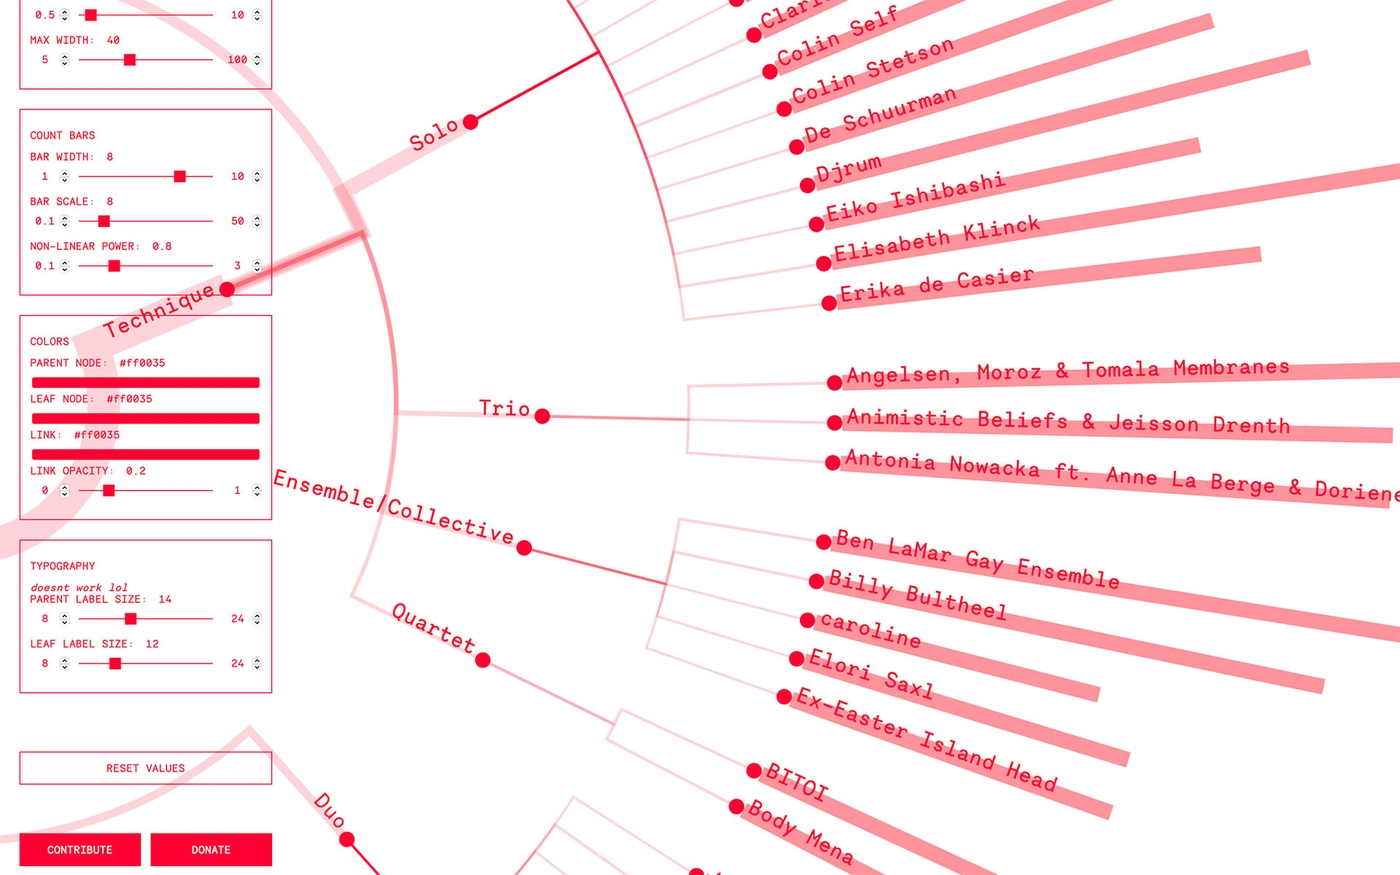 0.5 10
MAX WIDTH: 40
5 100
COUNT BARS
BAR WIDTH: 8
1 10
BAR SCALE: 8
0.1 50
NON-LINEAR POWER: 0.8
0.1 3
COLORS
PARENT NODE: #ff0035
LEAF NODE: #ff0035
LINK: #ff0035
LINK OPACITY: 0.2
0 1
TYPOGRAPHY
doesnt work lol
PARENT LABEL SIZE: 14
8 24
LEAF LABEL SIZE: 12
8 24
RESET VALUES
CONTRIBUTE
DONATE
Technique
Solo
Colin Self
Colin Stetson
De Schuurman
Djrum
Eiko Ishibashi
Elisabeth Klinck
Erika de Casier
Trio
Angelsen, Moroz & Tomala Membranes
Animistic Beliefs & Jeisson Drenth
Antonia Nowacka ft. Anne La Berge & Doriene
Ensemble/Collective
Ben LaMar Gay Ensemble
Billy Bultheel
caroline
Elori Saxl
Ex-Easter Island Head
Quartet
BITOI
Body Mena
Duo